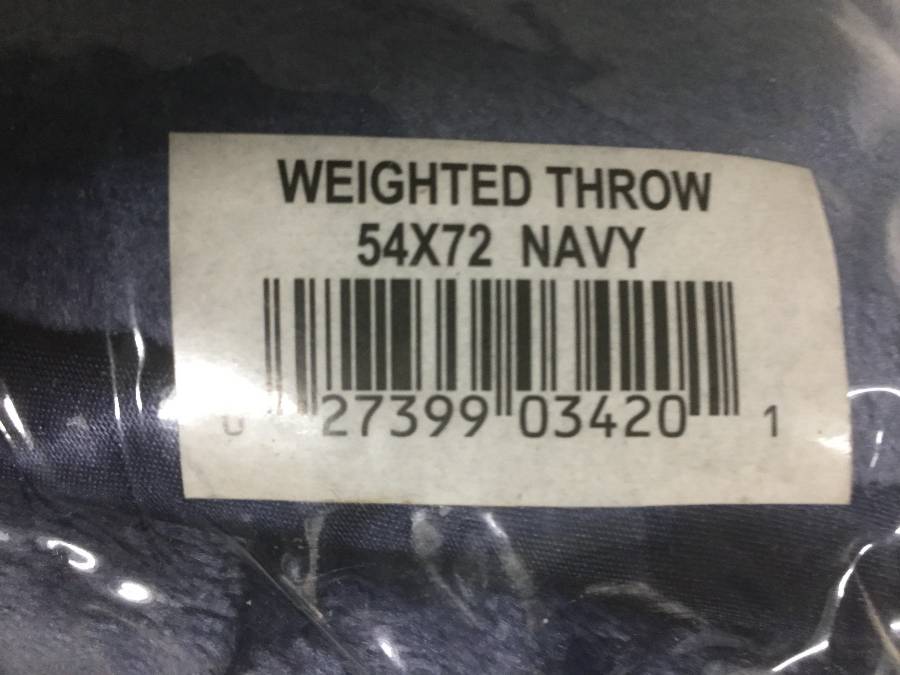 WEIGHTED THROW
54X72 NAVY
0 27399 03420 1